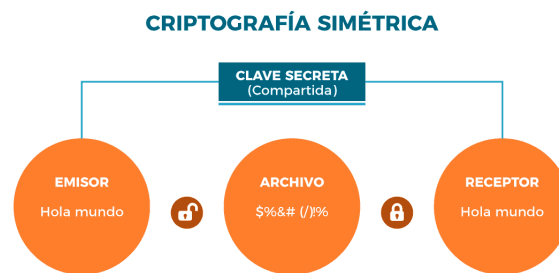 CRIPTOGRAFÍA SIMÉTRICA
CLAVE SECRETA
(Compartida)
EMISOR
Hola mundo
ARCHIVO
$%&# (/)!%
RECEPTOR
Hola mundo